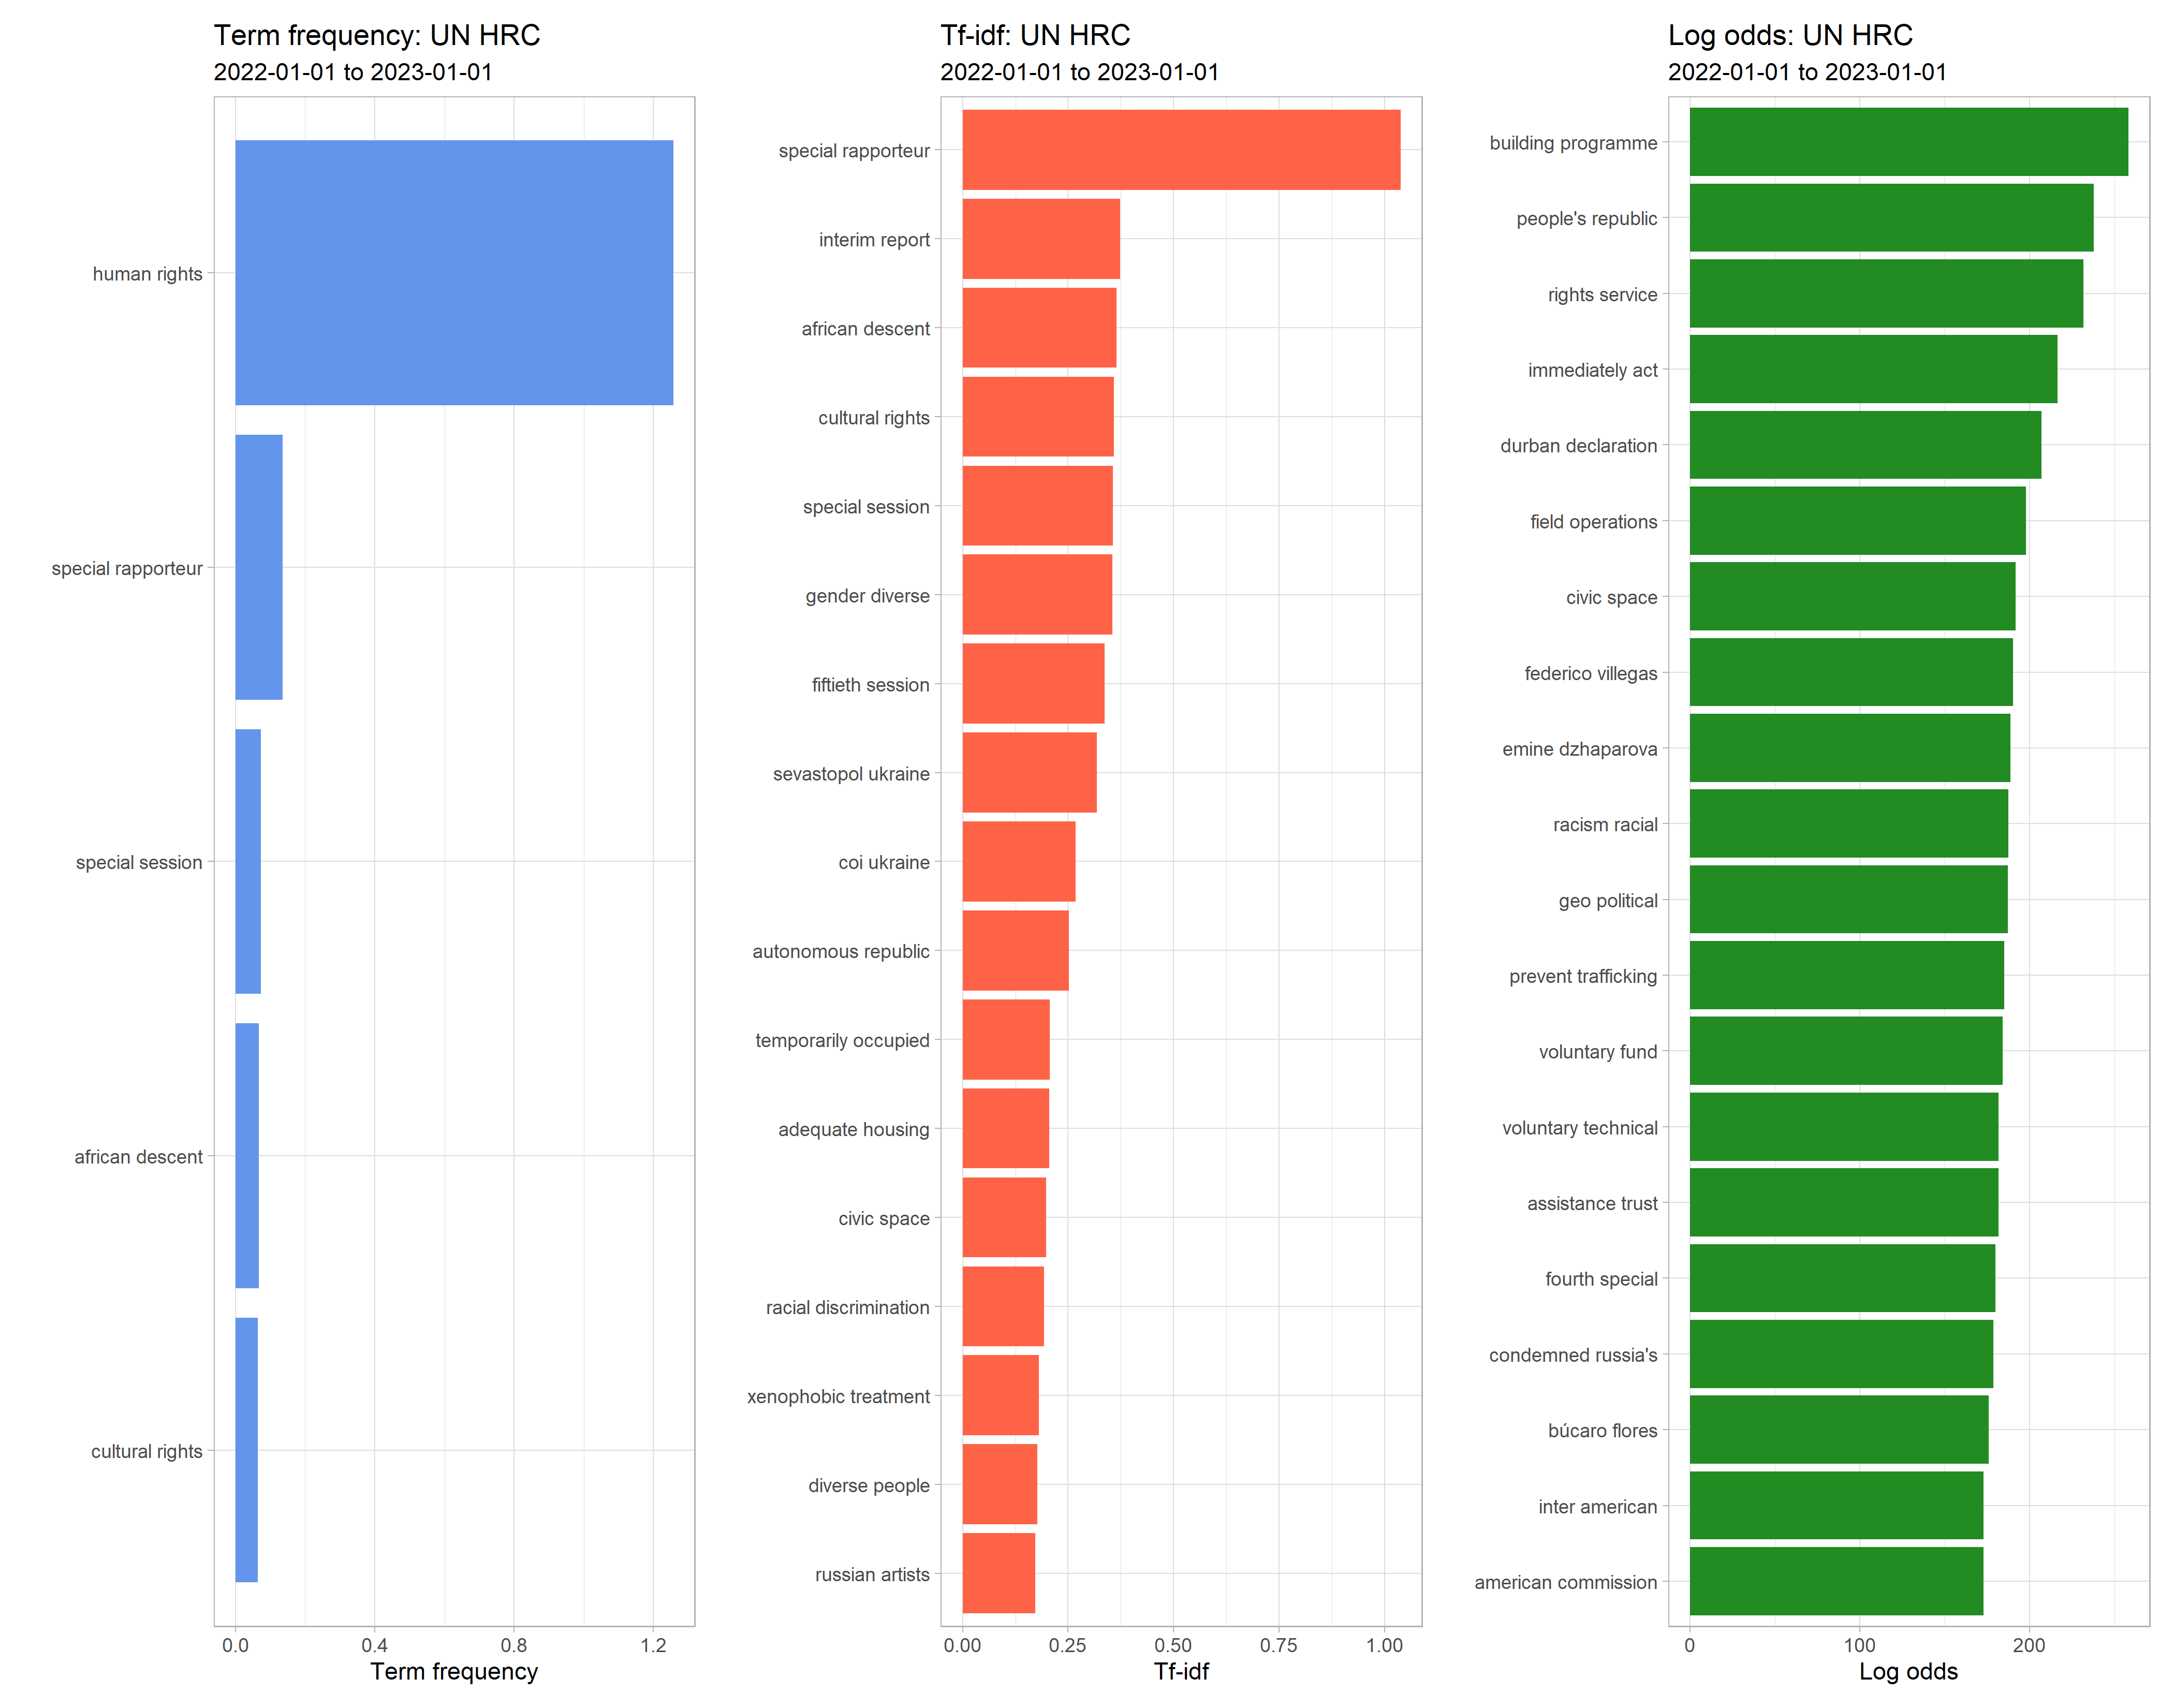 Term frequency: UN HRC
2022-01-01 to 2023-01-01
human rights
special rapporteur
special session
african descent
cultural rights
0.0
0.4
0.8
1.2
Term frequency
Tf-idf: UN HRC
2022-01-01 to 2023-01-01
special rapporteur
interim report
african descent
cultural rights
special session
gender diverse
fiftieth session
sevastopol ukraine
coi ukraine
autonomous republic
temporarily occupied
adequate housing
civic space
racial discrimination
xenophobic treatment
diverse people
russian artists
0.00
0.25
0.50
0.75
1.00
Tf-idf
Log odds: UN HRC
2022-01-01 to 2023-01-01
building programme
people's republic
rights service
immediately act
durban declaration
field operations
civic space
federico villegas
emine dzhaparova
racism racial
geo political
prevent trafficking
voluntary fund
voluntary technical
assistance trust
fourth special
condemned russia's
búcaro flores
inter american
american commission
0
100
200
Log odds